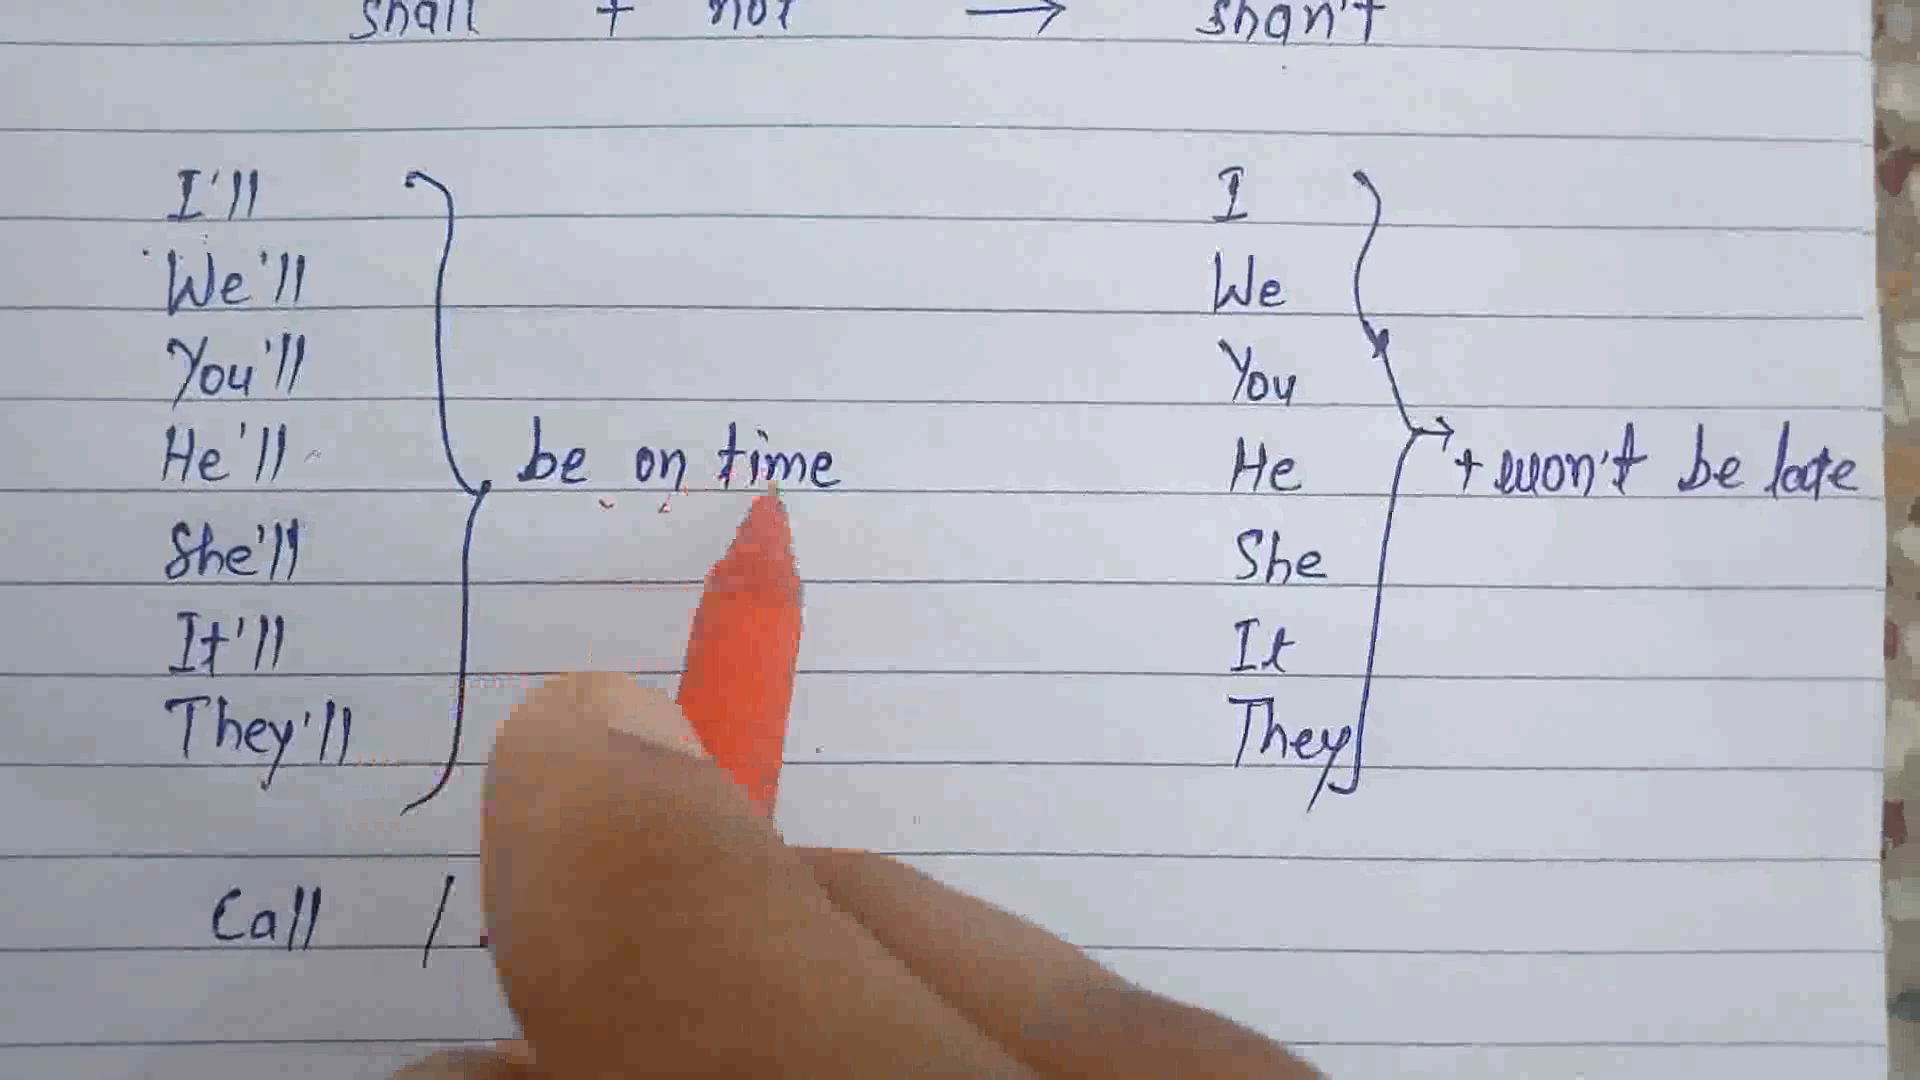 shall + not → shan't
I'll I
We'll We
You'll You
He'll be on time He → + won't be late
She'll She
It'll It
They'll They
Call /